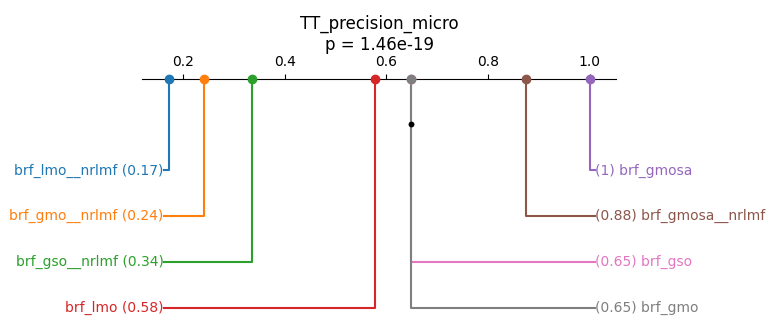 TT_precision_micro
p = 1.46e-19
0.2 0.4 0.6 0.8 1.0
brf_lmo__nrlmf (0.17) (1) brf_gmosa
brf_gmo__nrlmf (0.24) (0.88) brf_gmosa__nrlmf
brf_gso__nrlmf (0.34) (0.65) brf_gso
brf_lmo (0.58) (0.65) brf_gmo